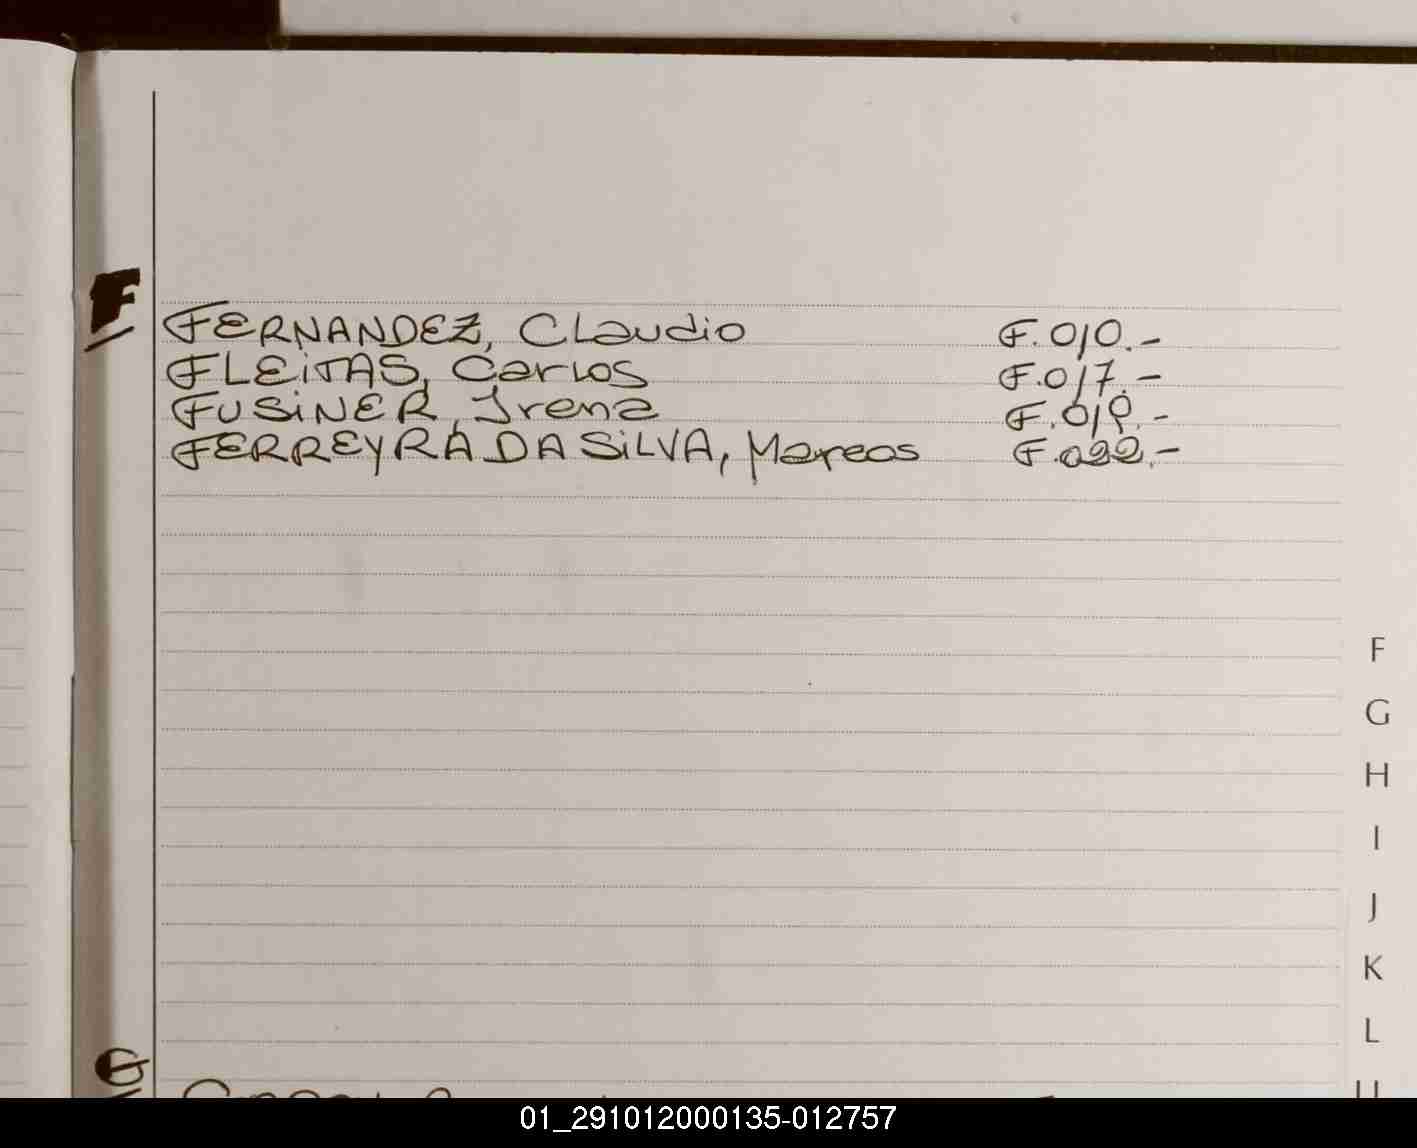 F
FERNANDEZ, CLaudio F.010.-
FLEiTAS, Carlos F.017.-
FUSiNER, Irena F.019.-
FERREYRA DA SiLVA, Marcos F.022.-
F
G
H
I
J
K
L
G
01_291012000135-012757